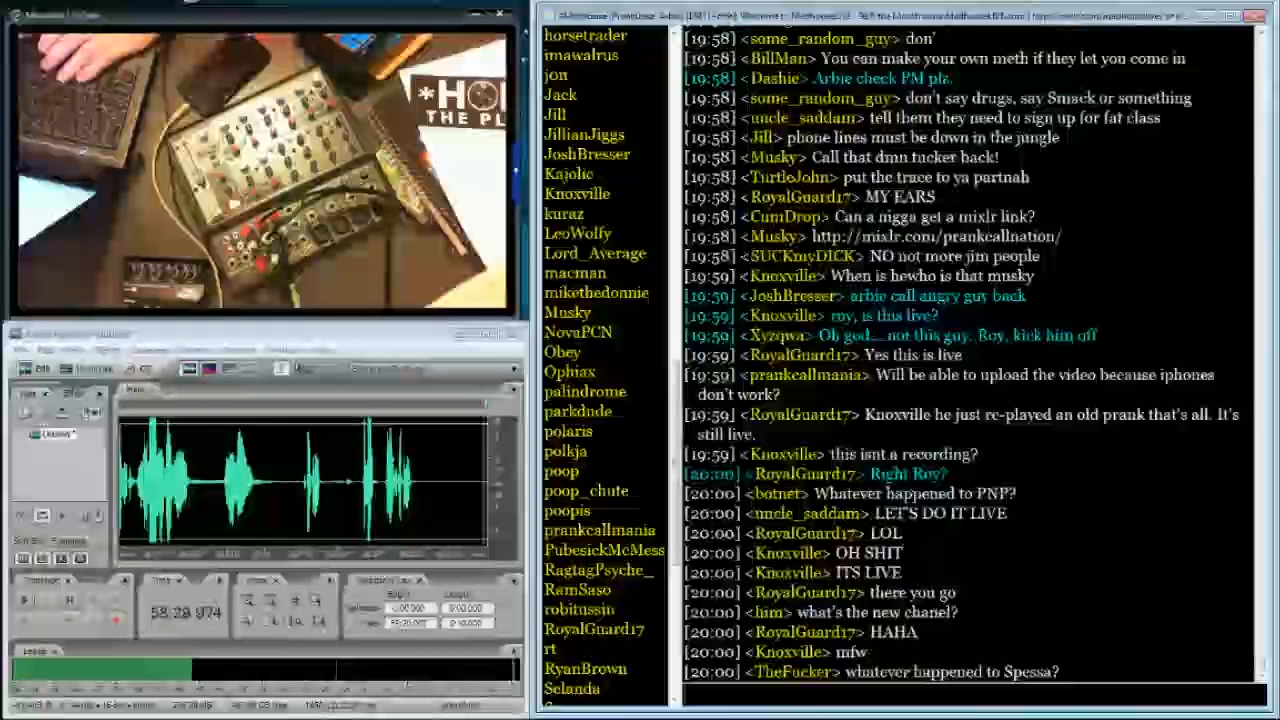 *HO
THE PL
Edit
58:29.974
horsetrader
imawalrus
jon
Jack
Jill
JillianJiggs
JoshBresser
Kajolic
Knoxville
kuraz
LeoWolfy
Lord_Average
macman
mikethedonnie
Musky
NovaPCN
Obey
Ophiax
palindrome
parkdude_
polaris
polkja
poop
poop_chute_
poopis
prankcallmania
PubesickMcMess
RagtagPsyche_
RamSaso
robitussin
RoyalGuard17
rt
RyanBrown
Selanda
[19:58] <some_random_guy> don'
[19:58] <BillMan> You can make your own meth if they let you come in
[19:58] <Dashie> Arbie check PM plz.
[19:58] <some_random_guy> don't say drugs, say Smack or something
[19:58] <uncle_saddam> tell them they need to sign up for fat class
[19:58] <Jill> phone lines must be down in the jungle
[19:58] <Musky> Call that dmn fucker back!
[19:58] <TurtleJohn> put the trace to ya partnah
[19:58] <RoyalGuard17> MY EARS
[19:58] <CumDrop> Can a nigga get a mixlr link?
[19:58] <Musky> http://mixlr.com/prankcallnation/
[19:58] <SUCKmyDICK> NO not more jim people
[19:59] <Knoxville> When is hewho is that musky
[19:59] <JoshBresser> arbie call angry guy back
[19:59] <Knoxville> roy, is this live?
[19:59] <Xyzqwa> Oh god... not this guy. Roy, kick him off
[19:59] <RoyalGuard17> Yes this is live
[19:59] <prankcallmania> Will be able to upload the video because iphones
don't work?
[19:59] <RoyalGuard17> Knoxville he just re-played an old prank that's all. It's
still live.
[19:59] <Knoxville> this isnt a recording?
[20:00] <RoyalGuard17> Right Roy?
[20:00] <botnet> Whatever happened to PNP?
[20:00] <uncle_saddam> LET'S DO IT LIVE
[20:00] <RoyalGuard17> LOL
[20:00] <Knoxville> OH SHIT
[20:00] <Knoxville> ITS LIVE
[20:00] <RoyalGuard17> there you go
[20:00] <him> what's the new chanel?
[20:00] <RoyalGuard17> HAHA
[20:00] <Knoxville> mfw
[20:00] <TheFucker> whatever happened to Spessa?